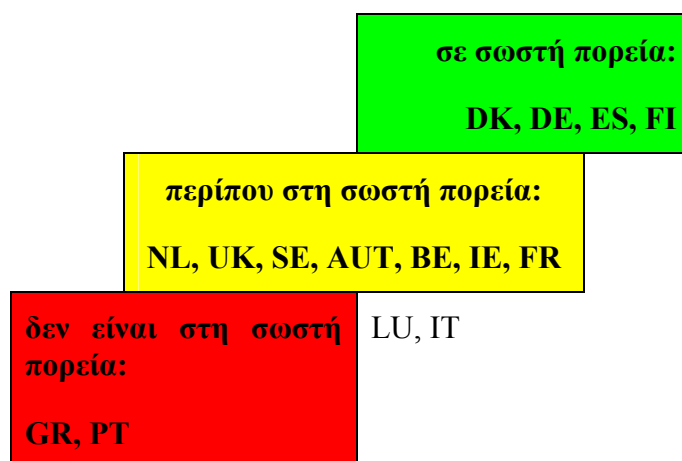 σε σωστή πορεία:
DK, DE, ES, FI
περίπου στη σωστή πορεία:
NL, UK, SE, AUT, BE, IE, FR
δεν είναι στη σωστή
πορεία:
GR, PT
LU, IT